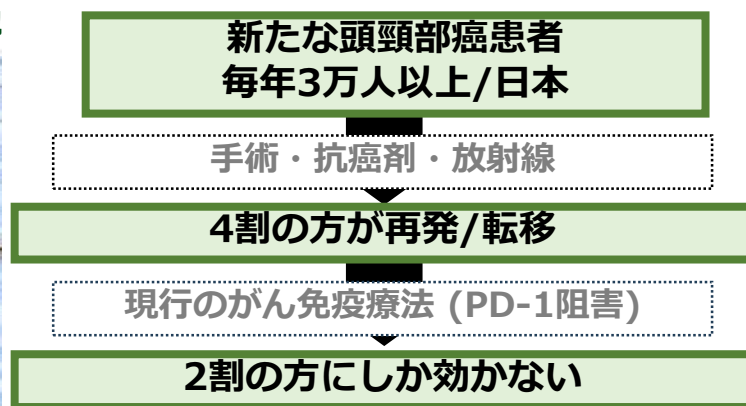 新たな頭頸部癌患者
毎年3万人以上/日本
手術・抗癌剤・放射線
4割の方が再発/転移
現行のがん免疫療法 (PD-1阻害)
2割の方にしか効かない